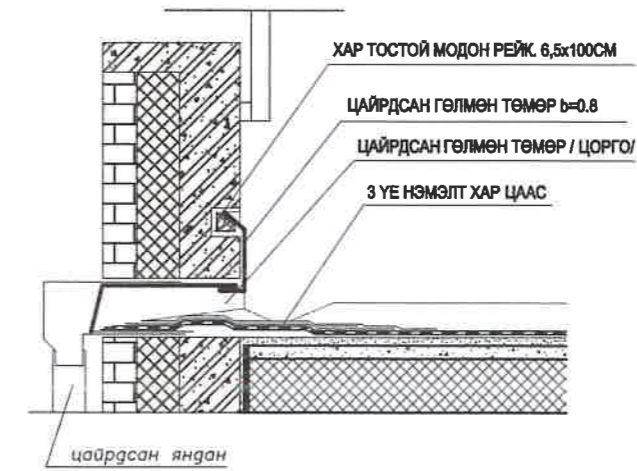 ХАР ТОСТОЙ МОДОН РЕЙК. 6,5x100СМ
ЦАЙРДСАН ГӨЛМӨН ТӨМӨР b=0.8
ЦАЙРДСАН ГӨЛМӨН ТӨМӨР / ЦОРГО/
3 ҮЕ НЭМЭЛТ ХАР ЦААС
цайрдсан яндан